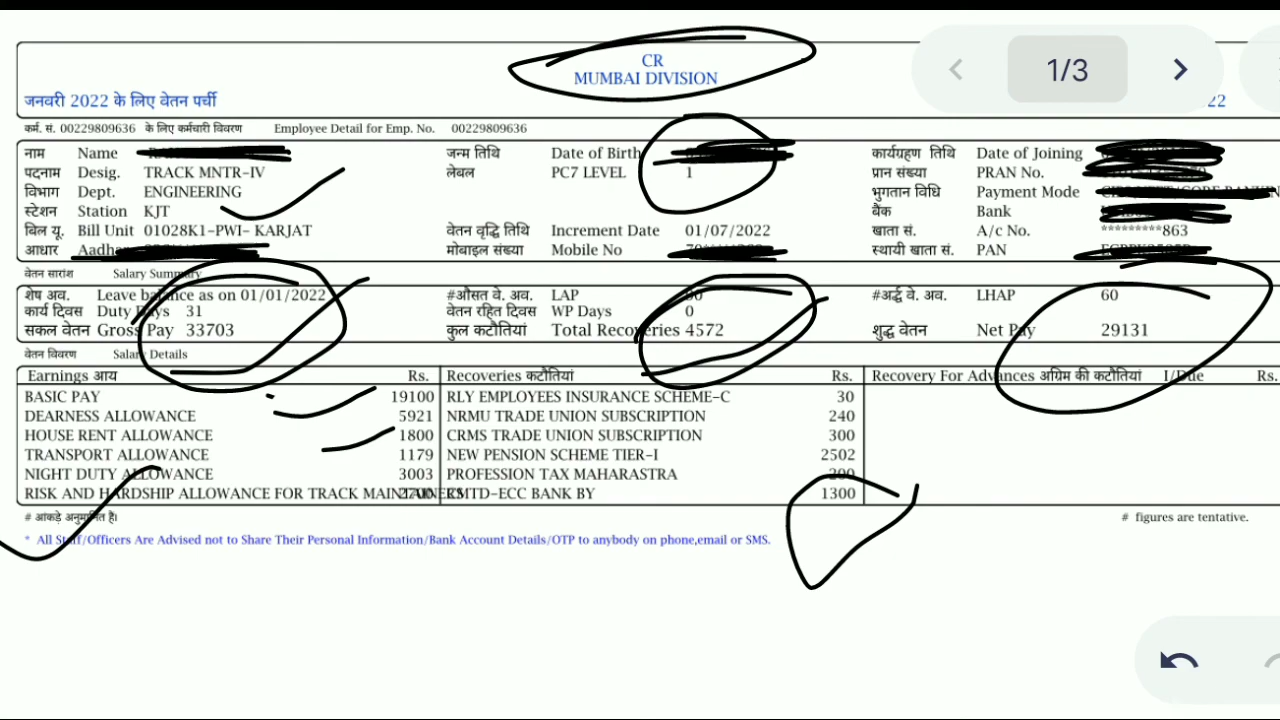 CR
MUMBAI DIVISION
1/3
जनवरी 2022 के लिए वेतन पर्ची
22
कर्म. सं. 00229809636 के लिए कर्मचारी विवरण Employee Detail for Emp. No. 00229809636
नाम Name जन्म तिथि Date of Birth कार्यग्रहण तिथि Date of Joining
पदनाम Desig. TRACK MNTR-IV लेबल PC7 LEVEL 1 प्रान संख्या PRAN No.
विभाग Dept. ENGINEERING भुगतान विधि Payment Mode
स्टेशन Station KJT बैंक Bank
बिल यू. Bill Unit 01028K1-PWI- KARJAT वेतन वृद्धि तिथि Increment Date 01/07/2022 खाता सं. A/c No. *********863
आधार मोबाइल संख्या Mobile No स्थायी खाता सं. PAN
वेतन सारांश Salary Summary
शेष अव. Leave balance as on 01/01/2022 #औसत वे. अव. LAP #अर्द्ध वे. अव. LHAP 60
कार्य दिवस Duty Days 31 वेतन रहित दिवस WP Days 0
सकल वेतन Gross Pay 33703 कुल कटौतियां Total Recoveries 4572 शुद्ध वेतन Net Pay 29131
वेतन विवरण Salary Details
Earnings आय Rs. Recoveries कटौतियां Rs. Recovery For Advances अग्रिम की कटौतियां I/Due Rs.
BASIC PAY 19100 RLY EMPLOYEES INSURANCE SCHEME-C 30
DEARNESS ALLOWANCE 5921 NRMU TRADE UNION SUBSCRIPTION 240
HOUSE RENT ALLOWANCE 1800 CRMS TRADE UNION SUBSCRIPTION 300
TRANSPORT ALLOWANCE 1179 NEW PENSION SCHEME TIER-I 2502
NIGHT DUTY ALLOWANCE 3003 PROFESSION TAX MAHARASTRA 200
RISK AND HARDSHIP ALLOWANCE FOR TRACK MAINTAINERS 2700 CMTD-ECC BANK BY 1300
# आंकड़े अनुमानित है। # figures are tentative.
* All Staff/Officers Are Advised not to Share Their Personal Information/Bank Account Details/OTP to anybody on phone,email or SMS.